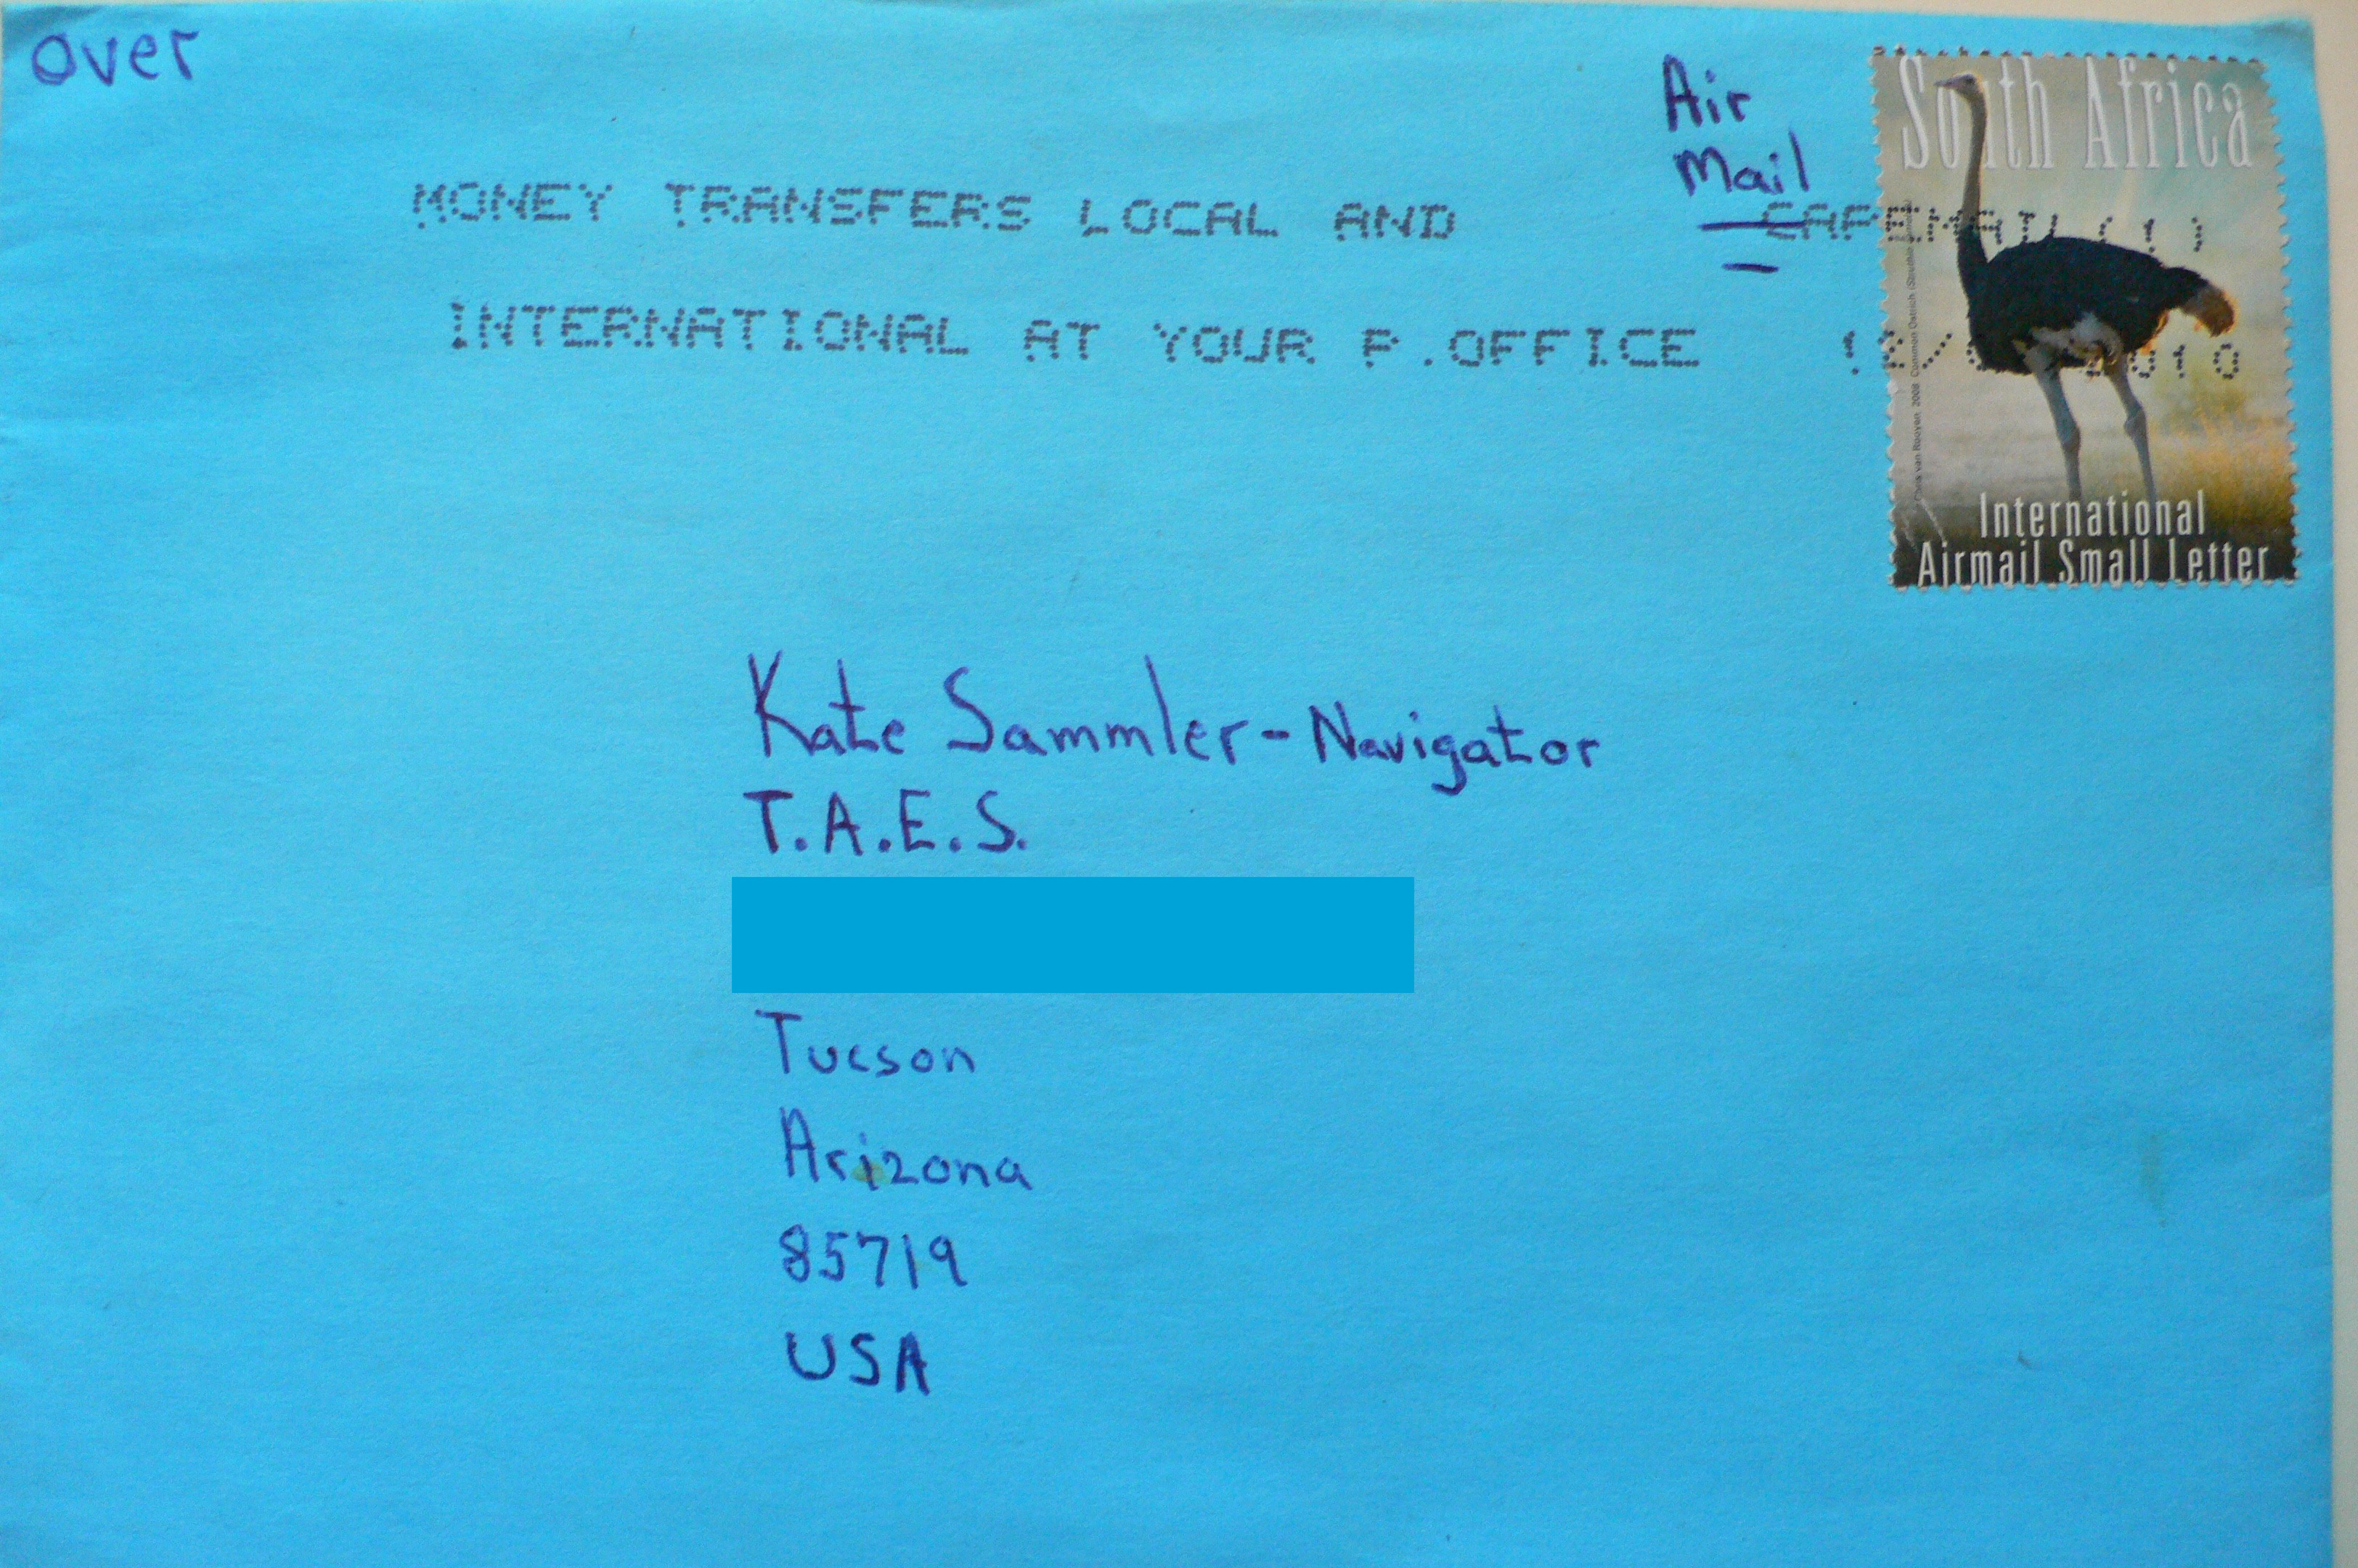 over
Air
Mail
South Africa
MONEY TRANSFERS LOCAL AND CAPEMAIL
INTERNATIONAL AT YOUR P.OFFICE
International
Airmail Small Letter
Kate Sammler-Navigator
T.A.E.S.
Tucson
Arizona
85719
USA